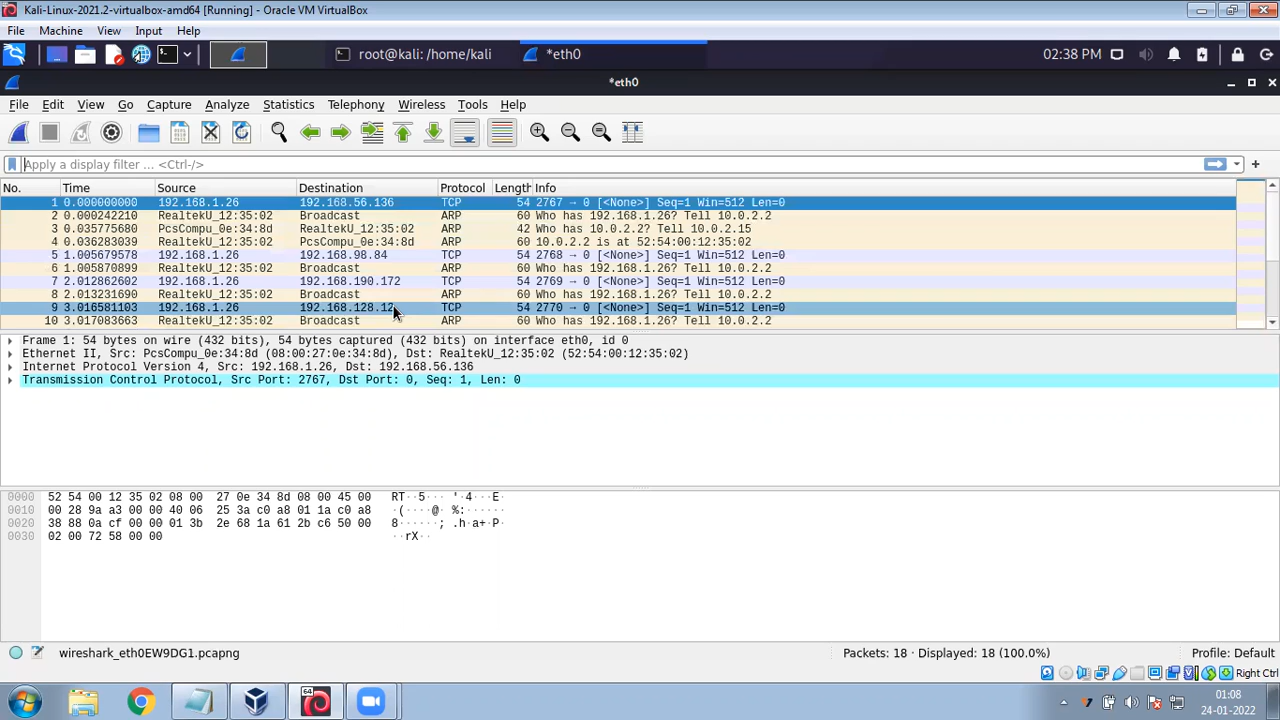 Kali-Linux-2021.2-virtualbox-amd64 [Running] - Oracle VM VirtualBox
File Machine View Input Help
root@kali: /home/kali *eth0 02:38 PM
*eth0
File Edit View Go Capture Analyze Statistics Telephony Wireless Tools Help
Apply a display filter ... <Ctrl-/>
No. Time Source Destination Protocol Length Info
1 0.000000000 192.168.1.26 192.168.56.136 TCP 54 2767 → 0 [<None>] Seq=1 Win=512 Len=0
2 0.000242210 RealtekU_12:35:02 Broadcast ARP 60 Who has 192.168.1.26? Tell 10.0.2.2
3 0.035775680 PcsCompu_0e:34:8d RealtekU_12:35:02 ARP 42 Who has 10.0.2.2? Tell 10.0.2.15
4 0.036283039 RealtekU_12:35:02 PcsCompu_0e:34:8d ARP 60 10.0.2.2 is at 52:54:00:12:35:02
5 1.005679578 192.168.1.26 192.168.98.84 TCP 54 2768 → 0 [<None>] Seq=1 Win=512 Len=0
6 1.005870899 RealtekU_12:35:02 Broadcast ARP 60 Who has 192.168.1.26? Tell 10.0.2.2
7 2.012862602 192.168.1.26 192.168.190.172 TCP 54 2769 → 0 [<None>] Seq=1 Win=512 Len=0
8 2.013231690 RealtekU_12:35:02 Broadcast ARP 60 Who has 192.168.1.26? Tell 10.0.2.2
9 3.016581103 192.168.1.26 192.168.128.12 TCP 54 2770 → 0 [<None>] Seq=1 Win=512 Len=0
10 3.017083663 RealtekU_12:35:02 Broadcast ARP 60 Who has 192.168.1.26? Tell 10.0.2.2
Frame 1: 54 bytes on wire (432 bits), 54 bytes captured (432 bits) on interface eth0, id 0
Ethernet II, Src: PcsCompu_0e:34:8d (08:00:27:0e:34:8d), Dst: RealtekU_12:35:02 (52:54:00:12:35:02)
Internet Protocol Version 4, Src: 192.168.1.26, Dst: 192.168.56.136
Transmission Control Protocol, Src Port: 2767, Dst Port: 0, Seq: 1, Len: 0
0000 52 54 00 12 35 02 08 00 27 0e 34 8d 08 00 45 00 RT··5··· '·4···E·
0010 00 28 9a a3 00 00 40 06 25 3a c0 a8 01 1a c0 a8 ·(····@· %:······
0020 38 88 0a cf 00 00 01 3b 2e 68 1a 61 2b c6 50 00 8······; .h·a+·P·
0030 02 00 72 58 00 00 ··rX··
wireshark_eth0EW9DG1.pcapng Packets: 18 · Displayed: 18 (100.0%) Profile: Default
Right Ctrl
64
01:08
24-01-2022